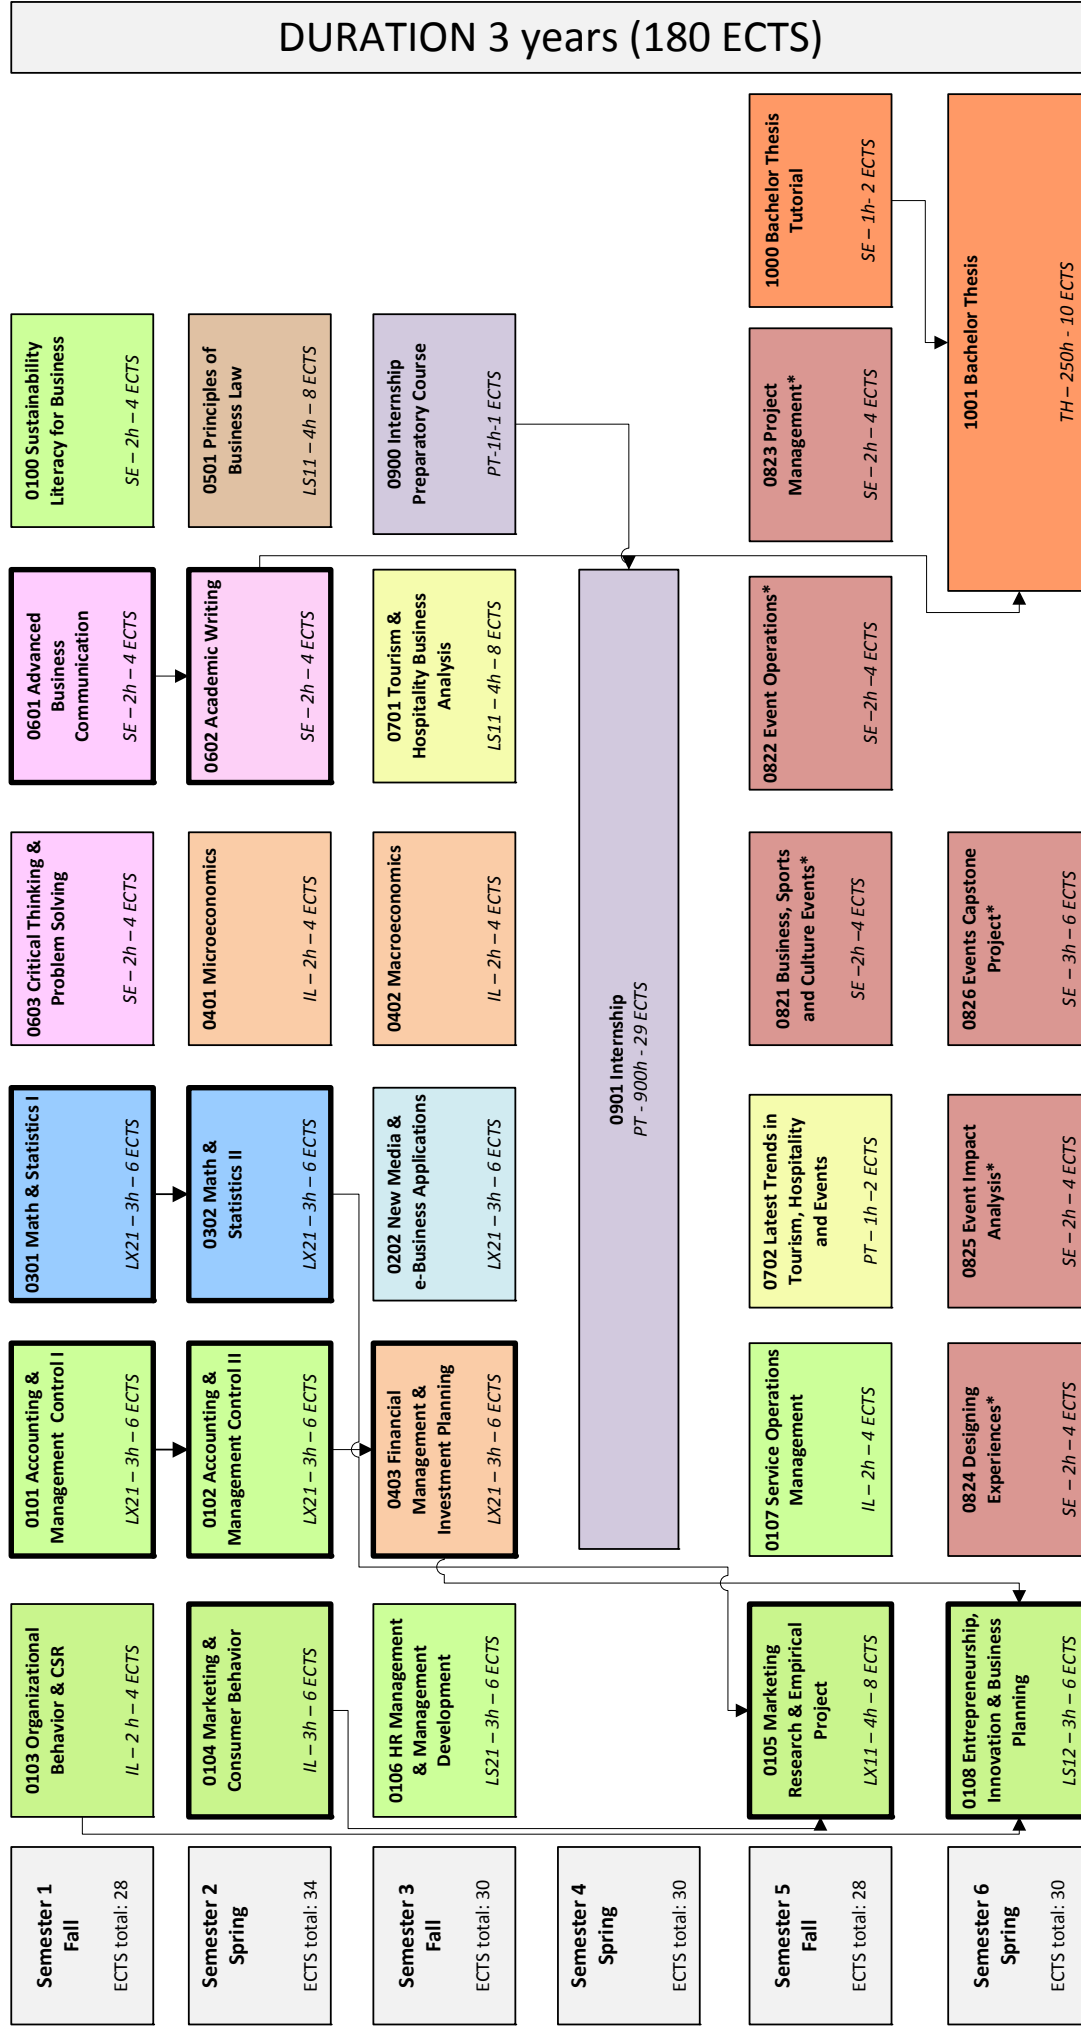 DURATION 3 years (180 ECTS)
Semester 1
Fall
ECTS total: 28
0103 Organizational
Behavior & CSR
IL – 2 h – 4 ECTS
0101 Accounting &
Management Control I
LX21 – 3h – 6 ECTS
0301 Math & Statistics I
LX21 – 3h – 6 ECTS
0603 Critical Thinking &
Problem Solving
SE – 2h – 4 ECTS
0601 Advanced
Business
Communication
SE – 2h – 4 ECTS
0100 Sustainability
Literacy for Business
SE – 2h – 4 ECTS
Semester 2
Spring
ECTS total: 34
0104 Marketing &
Consumer Behavior
IL – 3h – 6 ECTS
0102 Accounting &
Management Control II
LX21 – 3h – 6 ECTS
0302 Math &
Statistics II
LX21 – 3h – 6 ECTS
0401 Microeconomics
IL – 2h – 4 ECTS
0602 Academic Writing
SE – 2h – 4 ECTS
0501 Principles of
Business Law
LS11 – 4h – 8 ECTS
Semester 3
Fall
ECTS total: 30
0106 HR Management
& Management
Development
LS21 – 3h – 6 ECTS
0403 Financial
Management &
Investment Planning
LX21 – 3h – 6 ECTS
0202 New Media &
e-Business Applications
LX21 – 3h – 6 ECTS
0402 Macroeconomics
IL – 2h – 4 ECTS
0701 Tourism &
Hospitality Business
Analysis
LS11 – 4h – 8 ECTS
0900 Internship
Preparatory Course
PT-1h-1 ECTS
Semester 4
Spring
ECTS total: 30
0901 Internship
PT - 900h - 29 ECTS
Semester 5
Fall
ECTS total: 28
0105 Marketing
Research & Empirical
Project
LX11 – 4h – 8 ECTS
0107 Service Operations
Management
IL – 2h – 4 ECTS
0702 Latest Trends in
Tourism, Hospitality
and Events
PT – 1h – 2 ECTS
0821 Business, Sports
and Culture Events*
SE –2h –4 ECTS
0822 Event Operations*
SE –2h –4 ECTS
0823 Project
Management*
SE – 2h – 4 ECTS
1000 Bachelor Thesis
Tutorial
SE – 1h- 2 ECTS
Semester 6
Spring
ECTS total: 30
0108 Entrepreneurship,
Innovation & Business
Planning
LS12 – 3h – 6 ECTS
0824 Designing
Experiences*
SE – 2h – 4 ECTS
0825 Event Impact
Analysis*
SE – 2h – 4 ECTS
0826 Events Capstone
Project*
SE – 3h – 6 ECTS
1001 Bachelor Thesis
TH – 250h - 10 ECTS